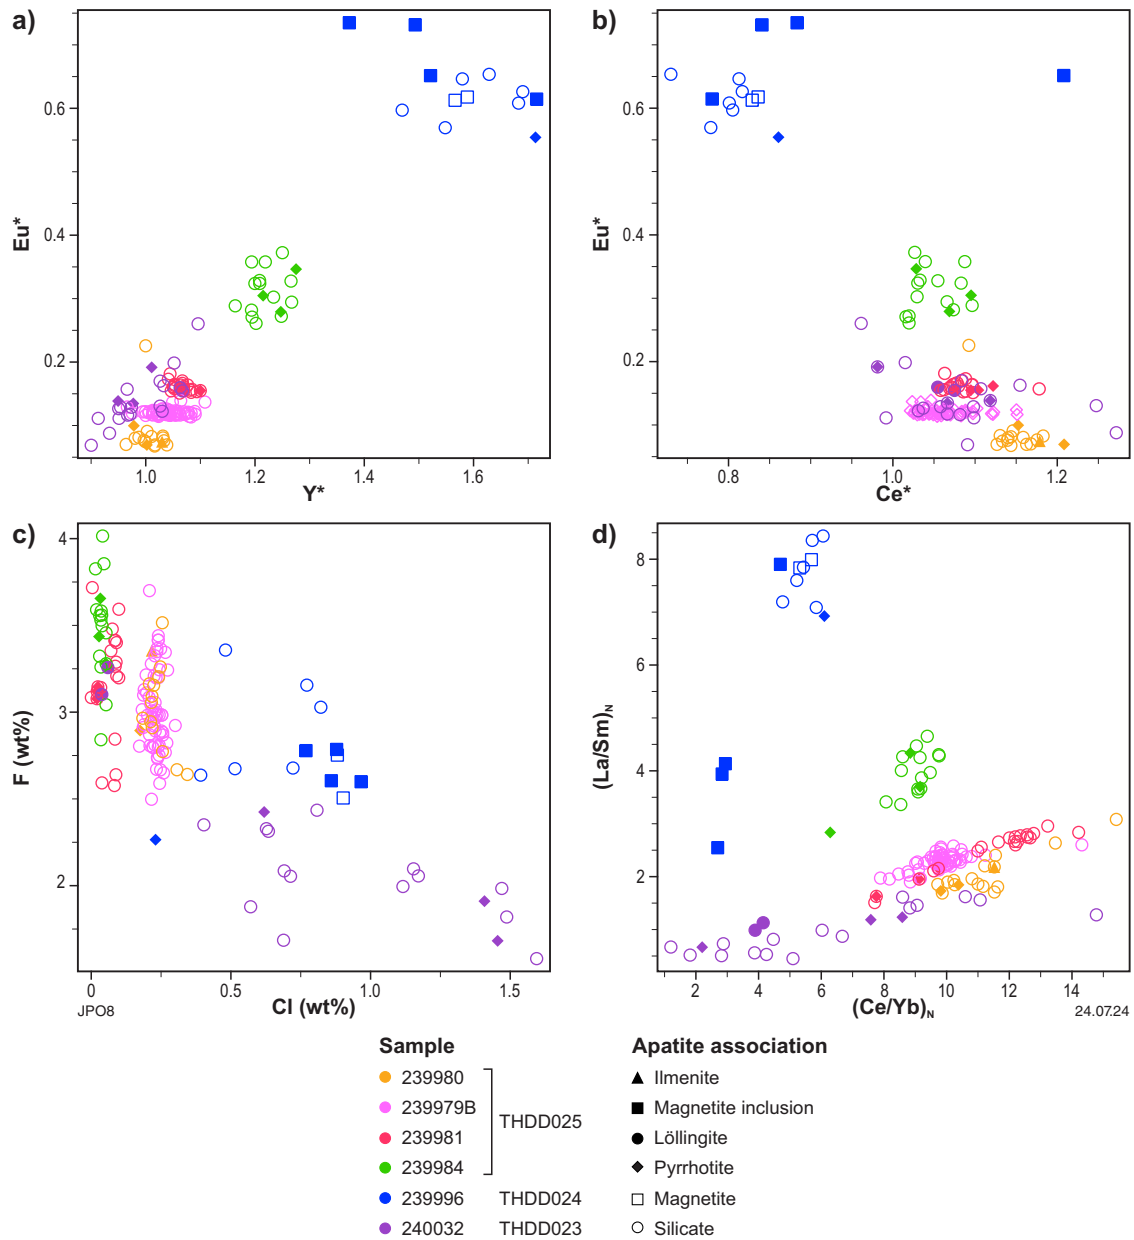 a)
b)
0.6
0.4
0.2
Eu*
1.0
1.2
1.4
1.6
Y*
0.6
0.4
0.2
Eu*
0.8
1.0
1.2
Ce*
c)
d)
4
3
2
F (wt%)
0
0.5
1.0
1.5
Cl (wt%)
JPO8
8
6
4
2
(La/Sm)N
2
4
6
8
10
12
14
(Ce/Yb)N
24.07.24
Sample
239980
239979B
239981
239984
THDD025
239996 THDD024
240032 THDD023
Apatite association
Ilmenite
Magnetite inclusion
Löllingite
Pyrrhotite
Magnetite
Silicate